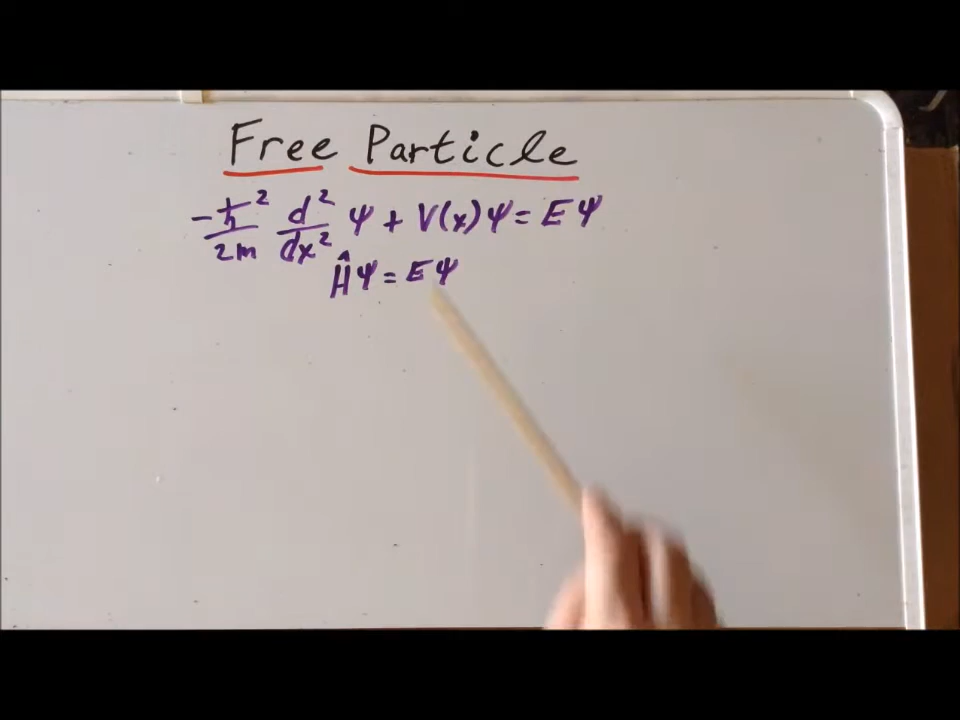 Free Particle
-ħ²/2m d²/dx² Ψ + V(x)Ψ = EΨ
ĤΨ = EΨ